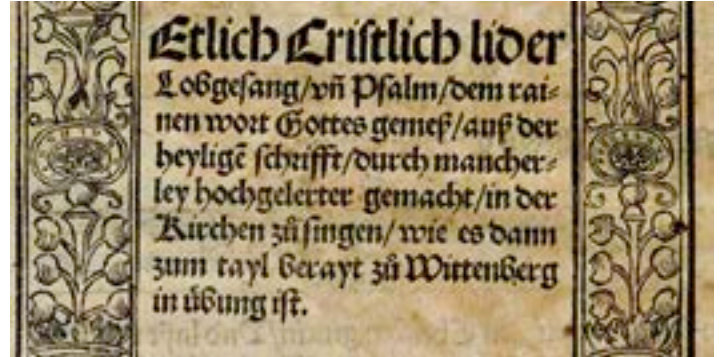 Etlich Cristlich lider
Lobgesang/vn̄ Psalm/dem rai⸗
nen wort Gottes gemeß/auß der
heyligē schrifft/durch mancher⸗
ley hochgelerter gemacht/in der
Kirchen zů singen/ wie es dann
zum tayl berayt zů Wittenberg
in übung ist.